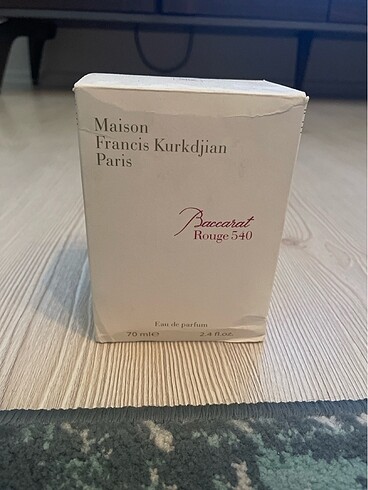 Maison
Francis Kurkdjian
Paris
Baccarat
Rouge 540
Eau de parfum
70 ml℮ 2.4 fl.oz.